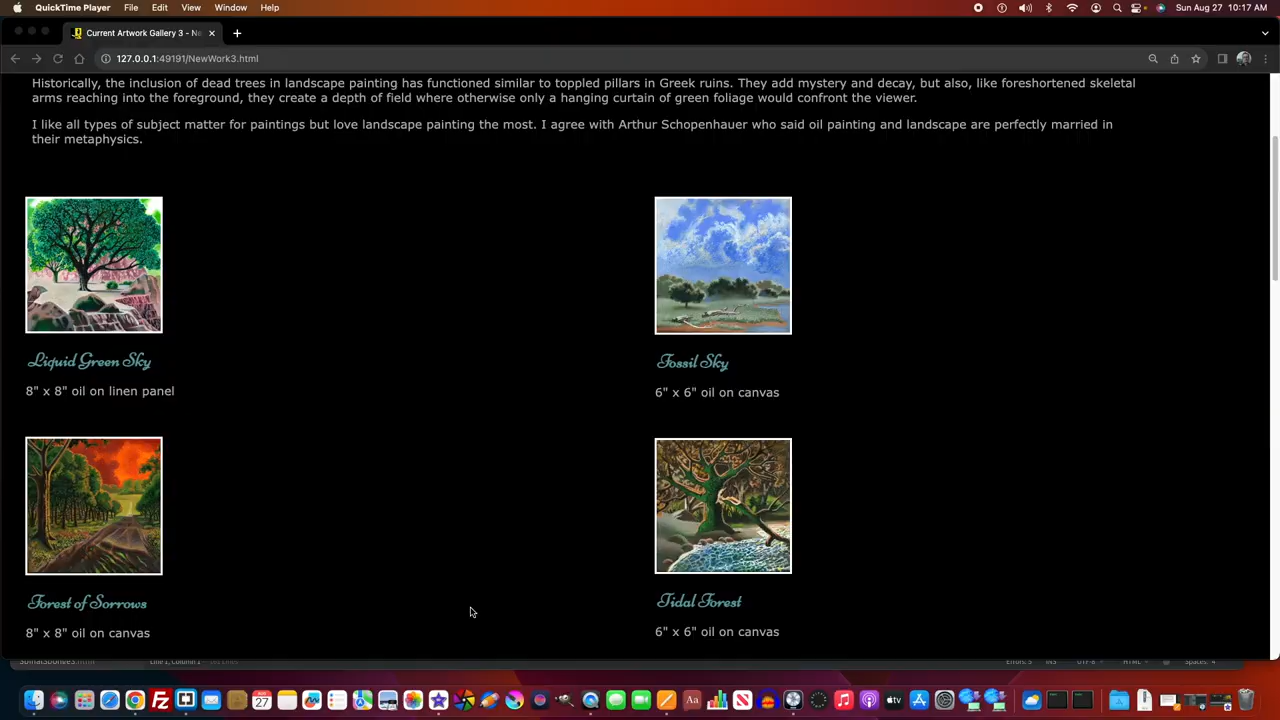 QuickTime Player File Edit View Window Help
Sun Aug 27 10:17 AM
Current Artwork Gallery 3 - Ne
127.0.0.1:49191/NewWork3.html
Historically, the inclusion of dead trees in landscape painting has functioned similar to toppled pillars in Greek ruins. They add mystery and decay, but also, like foreshortened skeletal
arms reaching into the foreground, they create a depth of field where otherwise only a hanging curtain of green foliage would confront the viewer.
I like all types of subject matter for paintings but love landscape painting the most. I agree with Arthur Schopenhauer who said oil painting and landscape are perfectly married in
their metaphysics.
Liquid Green Sky
8" x 8" oil on linen panel
Fossil Sky
6" x 6" oil on canvas
Forest of Sorrows
8" x 8" oil on canvas
Tidal Forest
6" x 6" oil on canvas
AUG
27
Aa